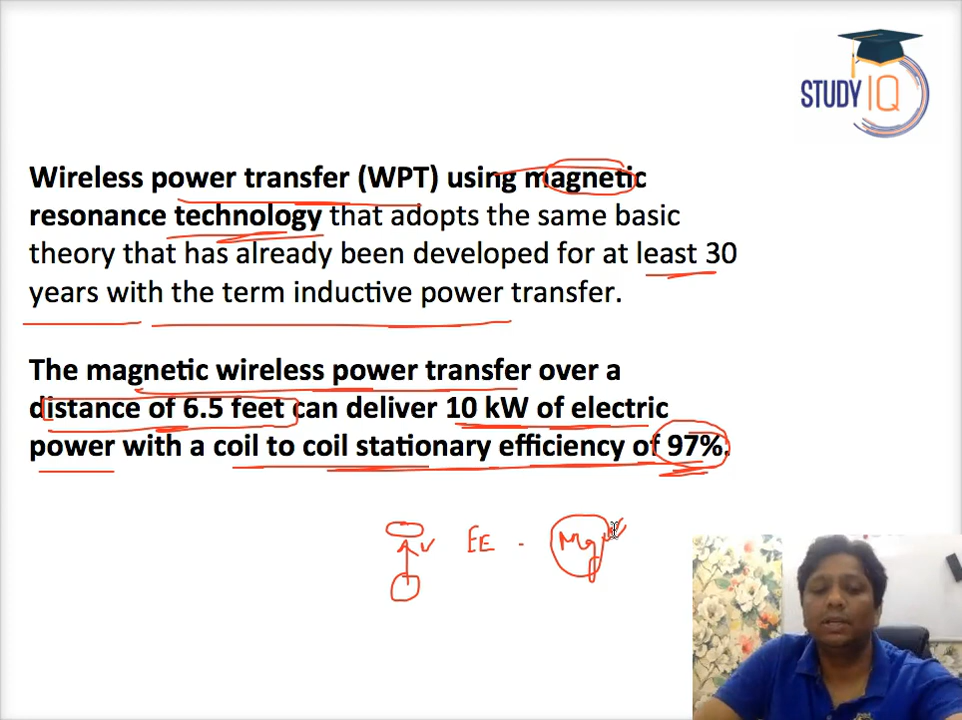 STUDY IQ
Wireless power transfer (WPT) using magnetic
resonance technology that adopts the same basic
theory that has already been developed for at least 30
years with the term inductive power transfer.
The magnetic wireless power transfer over a
distance of 6.5 feet can deliver 10 kW of electric
power with a coil to coil stationary efficiency of 97%.
EE - Mg